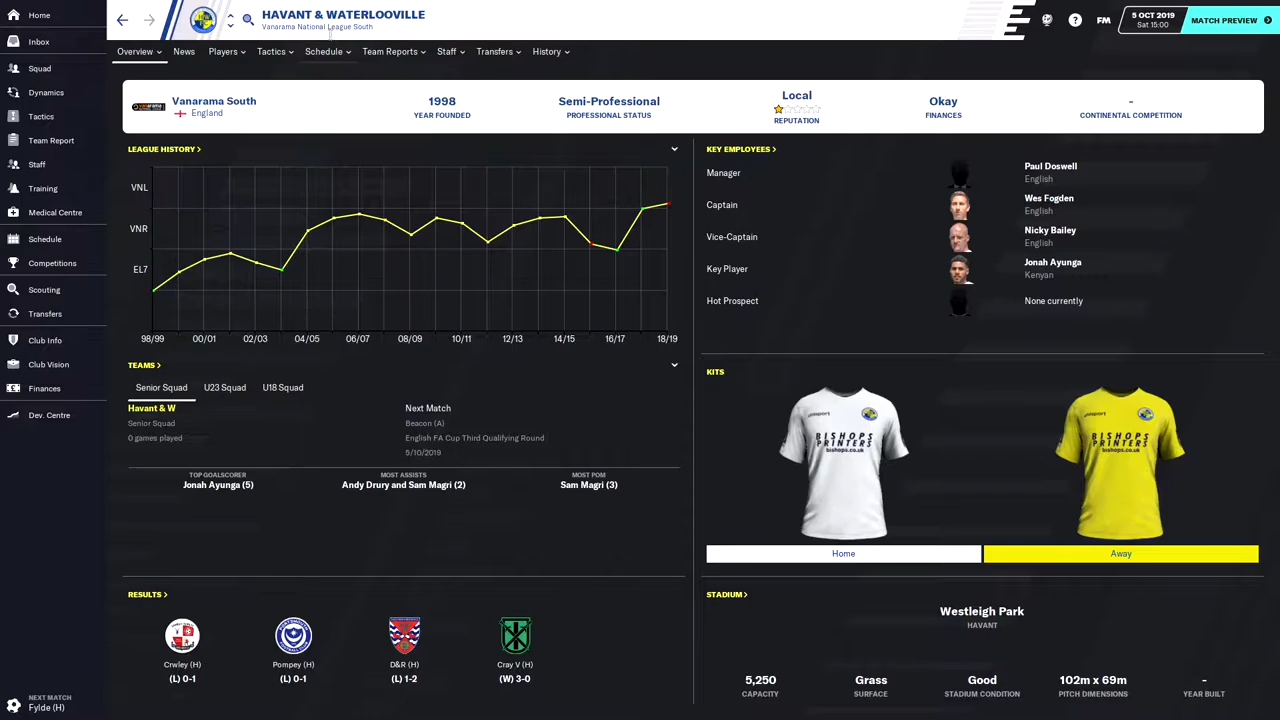 Home
Inbox
Squad
Dynamics
Tactics
Team Report
Staff
Training
Medical Centre
Schedule
Competitions
Scouting
Transfers
Club Info
Club Vision
Finances
Dev. Centre
NEXT MATCH
Fylde (H)
HAVANT & WATERLOOVILLE
Vanarama National League South
? FM
5 OCT 2019
Sat 15:00
MATCH PREVIEW
Overview News Players Tactics Schedule Team Reports Staff Transfers History
Vanarama South
England
1998
YEAR FOUNDED
Semi-Professional
PROFESSIONAL STATUS
Local
REPUTATION
Okay
FINANCES
-
CONTINENTAL COMPETITION
LEAGUE HISTORY >
VNL
VNR
EL7
98/99 00/01 02/03 04/05 06/07 08/09 10/11 12/13 14/15 16/17 18/19
TEAMS >
Senior Squad U23 Squad U18 Squad
Havant & W
Senior Squad
0 games played
Next Match
Beacon (A)
English FA Cup Third Qualifying Round
5/10/2019
TOP GOALSCORER
Jonah Ayunga (5)
MOST ASSISTS
Andy Drury and Sam Magri (2)
MOST POM
Sam Magri (3)
RESULTS >
Crwley (H)
(L) 0-1
Pompey (H)
(L) 0-1
D&R (H)
(L) 1-2
Cray V (H)
(W) 3-0
KEY EMPLOYEES >
Manager
Paul Doswell
English
Captain
Wes Fogden
English
Vice-Captain
Nicky Bailey
English
Key Player
Jonah Ayunga
Kenyan
Hot Prospect
None currently
KITS
uhlsport
BISHOPS
PRINTERS
bishops.co.uk
uhlsport
BISHOPS
PRINTERS
bishops.co.uk
Home
Away
STADIUM >
Westleigh Park
HAVANT
5,250
CAPACITY
Grass
SURFACE
Good
STADIUM CONDITION
102m x 69m
PITCH DIMENSIONS
-
YEAR BUILT